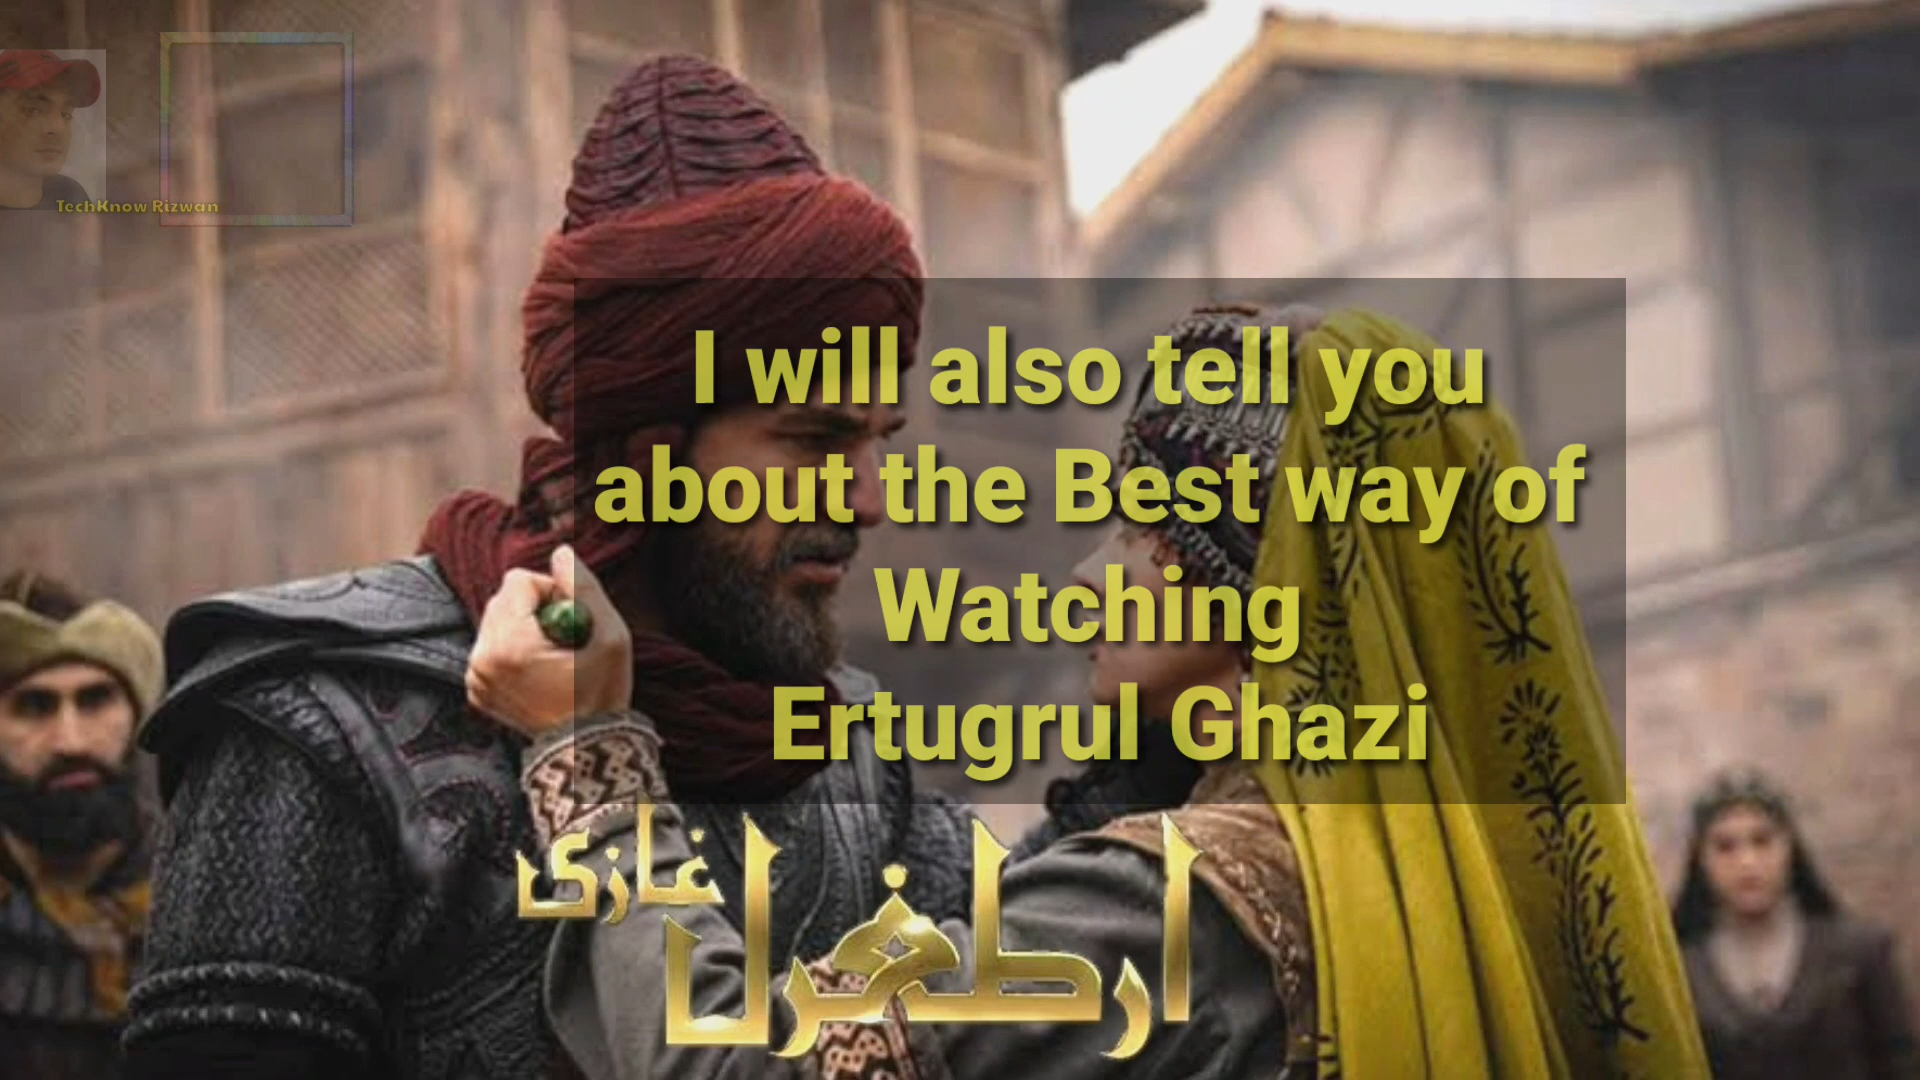 TechKnow Rizwan
I will also tell you
about the Best way of
Watching
Ertugrul Ghazi
ارطغرل غازی